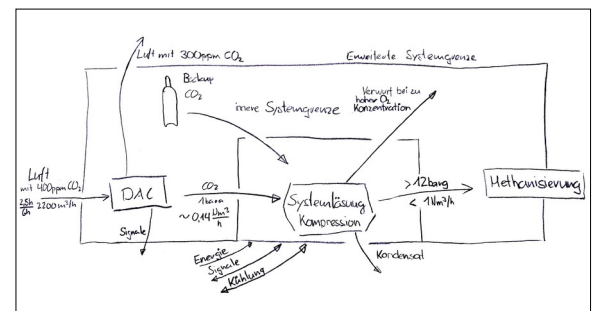 Luft mit 300ppm CO₂
Erweiterte Systemgrenze
Backup
CO₂
innere Systemgrenze
Verwurf bei zu
hoher O₂
Konzentration
Luft
mit 400ppm CO₂
2200 m³/h
DAC
CO₂
1bara
~0,14 Nm³/h
Systemlösung
Kompression
>12barg
< 1Nm³/h
Methanisierung
Signale
Energie
Signale
Kühlung
Kondensat